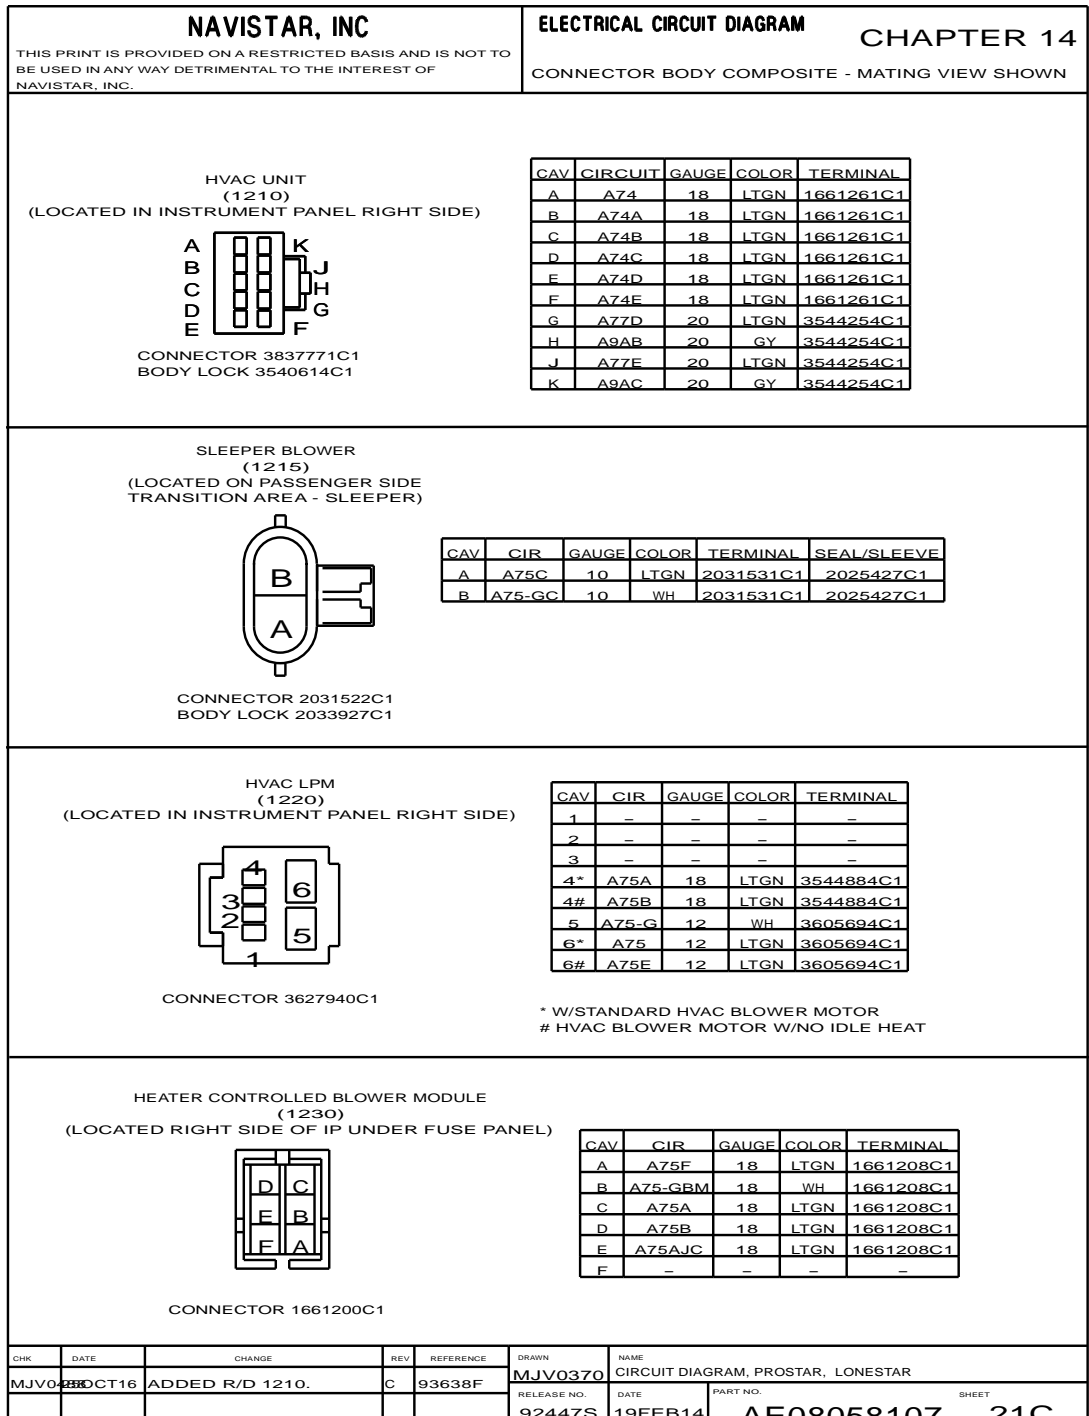 NAVISTAR, INC
THIS PRINT IS PROVIDED ON A RESTRICTED BASIS AND IS NOT TO
BE USED IN ANY WAY DETRIMENTAL TO THE INTEREST OF
NAVISTAR, INC.
ELECTRICAL CIRCUIT DIAGRAM
CHAPTER 14
CONNECTOR BODY COMPOSITE - MATING VIEW SHOWN
HVAC UNIT
(1210)
(LOCATED IN INSTRUMENT PANEL RIGHT SIDE)
A K
B J
C H
D G
E F
CONNECTOR 3837771C1
BODY LOCK 3540614C1
CAV CIRCUIT GAUGE COLOR TERMINAL
A A74 18 LTGN 1661261C1
B A74A 18 LTGN 1661261C1
C A74B 18 LTGN 1661261C1
D A74C 18 LTGN 1661261C1
E A74D 18 LTGN 1661261C1
F A74E 18 LTGN 1661261C1
G A77D 20 LTGN 3544254C1
H A9AB 20 GY 3544254C1
J A77E 20 LTGN 3544254C1
K A9AC 20 GY 3544254C1
SLEEPER BLOWER
(1215)
(LOCATED ON PASSENGER SIDE
TRANSITION AREA - SLEEPER)
B
A
CONNECTOR 2031522C1
BODY LOCK 2033927C1
CAV CIR GAUGE COLOR TERMINAL SEAL/SLEEVE
A A75C 10 LTGN 2031531C1 2025427C1
B A75-GC 10 WH 2031531C1 2025427C1
HVAC LPM
(1220)
(LOCATED IN INSTRUMENT PANEL RIGHT SIDE)
4
3 6
2 5
1
CONNECTOR 3627940C1
CAV CIR GAUGE COLOR TERMINAL
1 – – – –
2 – – – –
3 – – – –
4* A75A 18 LTGN 3544884C1
4# A75B 18 LTGN 3544884C1
5 A75-G 12 WH 3605694C1
6* A75 12 LTGN 3605694C1
6# A75E 12 LTGN 3605694C1
* W/STANDARD HVAC BLOWER MOTOR
# HVAC BLOWER MOTOR W/NO IDLE HEAT
HEATER CONTROLLED BLOWER MODULE
(1230)
(LOCATED RIGHT SIDE OF IP UNDER FUSE PANEL)
D C
E B
F A
CONNECTOR 1661200C1
CAV CIR GAUGE COLOR TERMINAL
A A75F 18 LTGN 1661208C1
B A75-GBM 18 WH 1661208C1
C A75A 18 LTGN 1661208C1
D A75B 18 LTGN 1661208C1
E A75AJC 18 LTGN 1661208C1
F – – – –
CHK DATE CHANGE REV REFERENCE
ADDED R/D 1210. C 93638F
DRAWN
MJV0370
NAME
CIRCUIT DIAGRAM, PROSTAR, LONESTAR
RELEASE NO.
92447S
DATE
19FEB14
PART NO.
AE08058107
SHEET
21C